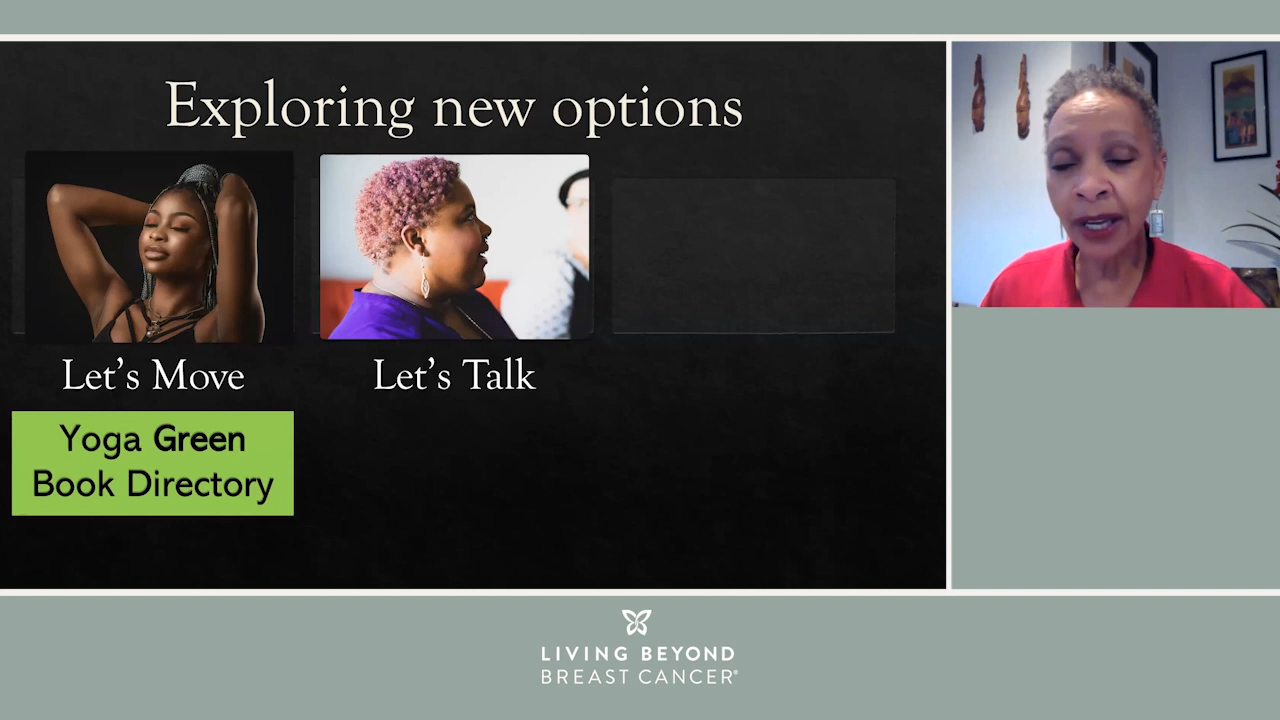 Exploring new options
Let's Move
Let's Talk
Yoga Green
Book Directory
LIVING BEYOND
BREAST CANCER®